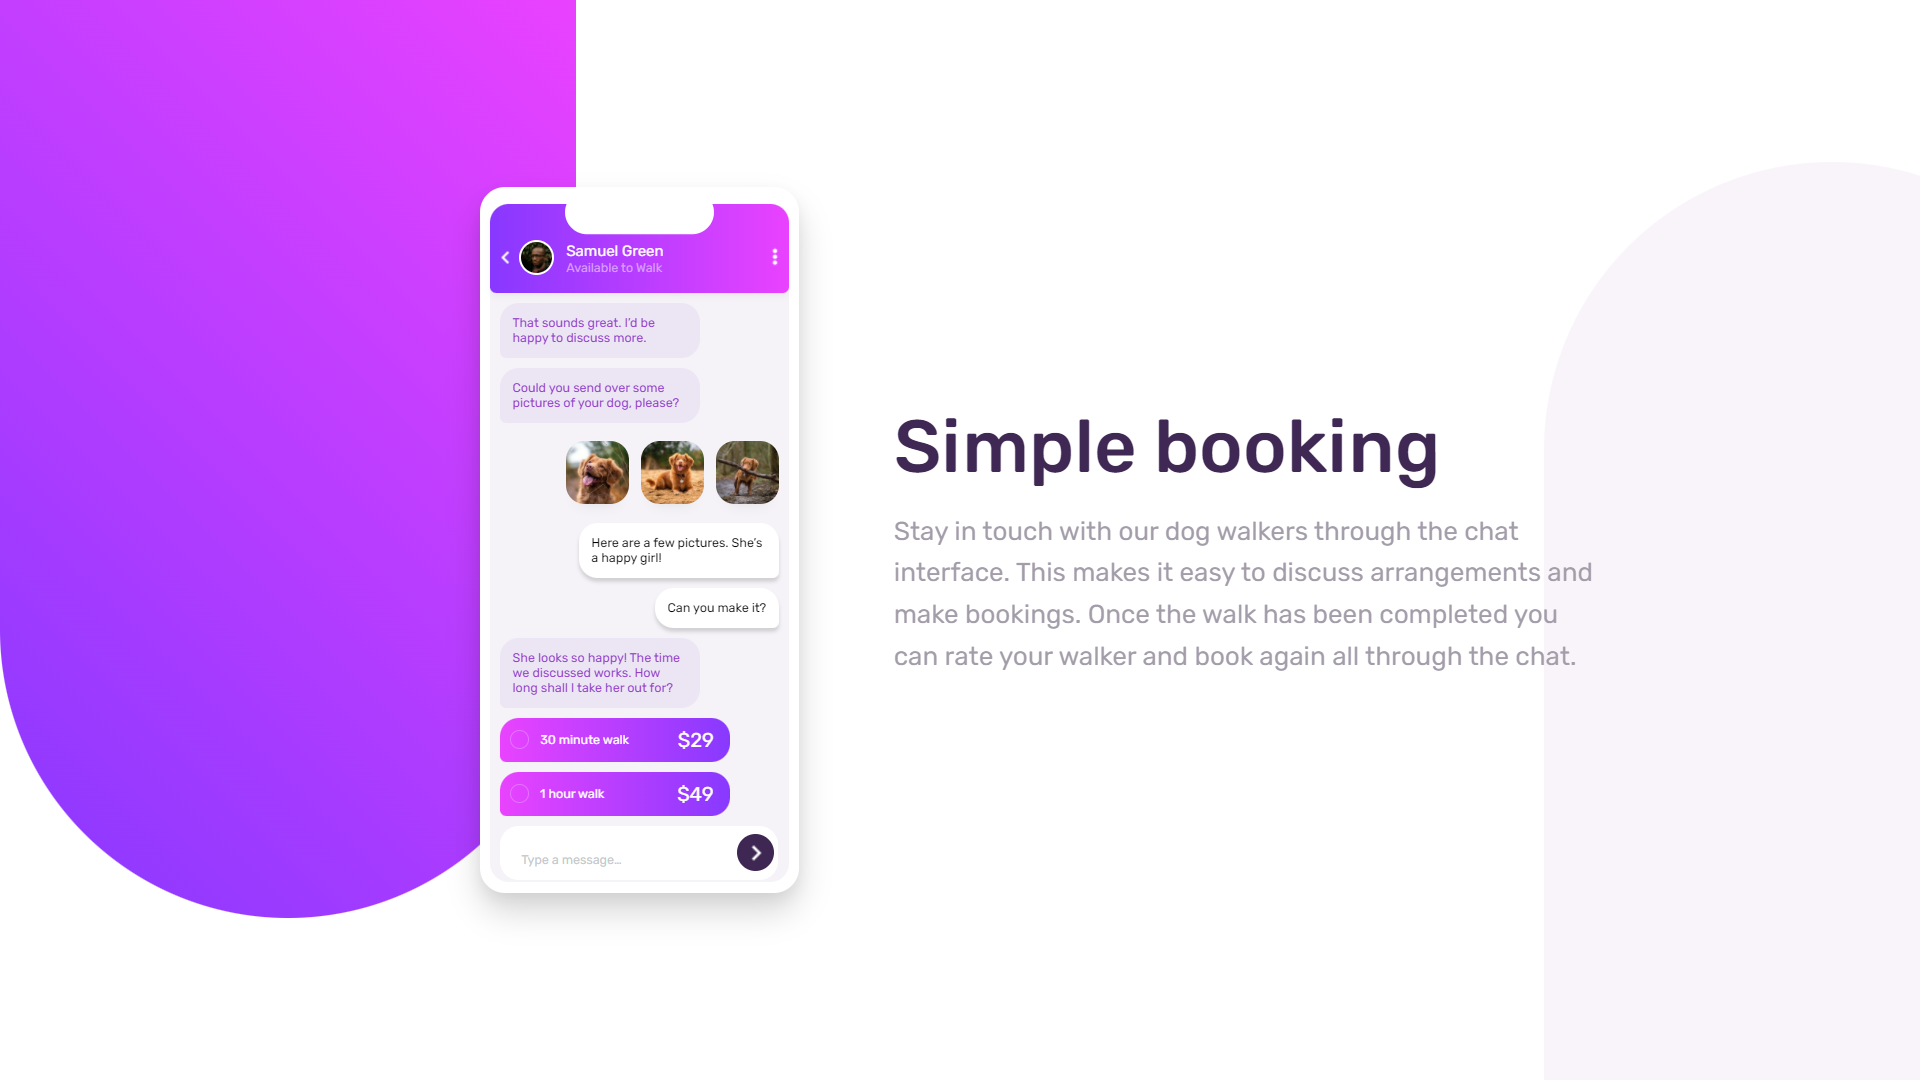 Samuel Green
Available to Walk
That sounds great. I'd be
happy to discuss more.
Could you send over some
pictures of your dog, please?
Here are a few pictures. She's
a happy girl!
Can you make it?
She looks so happy! The time
we discussed works. How
long shall I take her out for?
30 minute walk $29
1 hour walk $49
Type a message...
Simple booking
Stay in touch with our dog walkers through the chat
interface. This makes it easy to discuss arrangements and
make bookings. Once the walk has been completed you
can rate your walker and book again all through the chat.